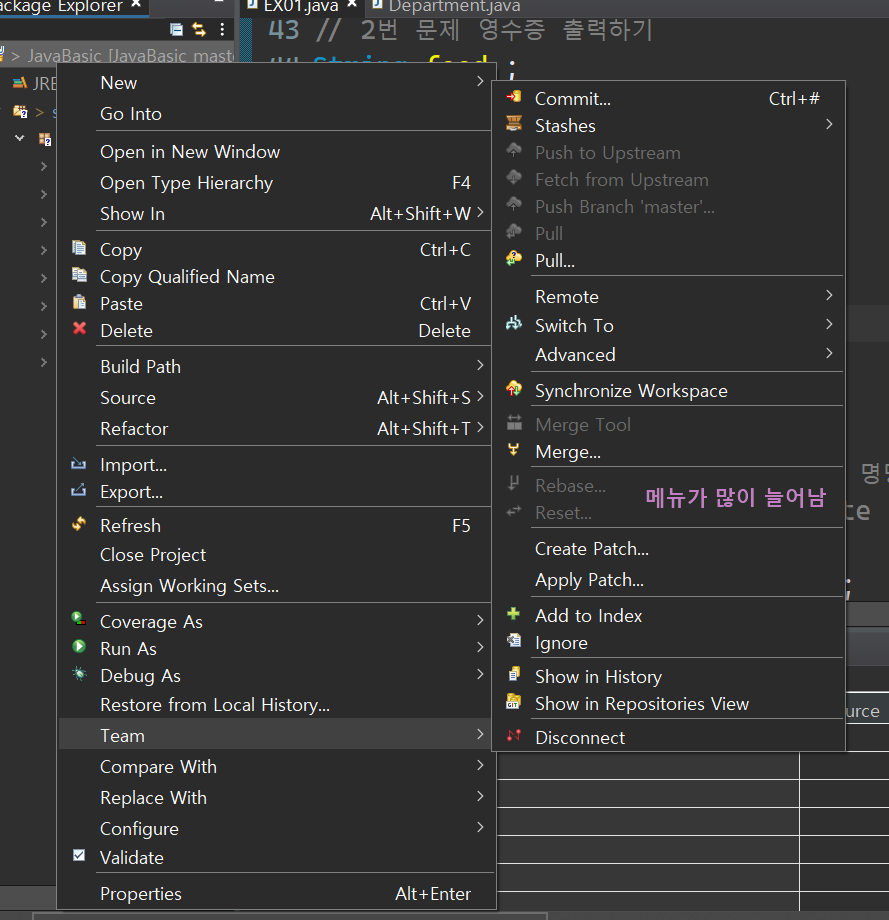 ackage Explorer
EX01.java
Department.java
43 // 2번 문제 영수증 출력하기
String food ;
> JavaBasic [JavaBasic mast
JRE
New
Go Into
Open in New Window
Open Type Hierarchy F4
Show In Alt+Shift+W
Copy Ctrl+C
Copy Qualified Name
Paste Ctrl+V
Delete Delete
Build Path
Source Alt+Shift+S
Refactor Alt+Shift+T
Import...
Export...
Refresh F5
Close Project
Assign Working Sets...
Coverage As
Run As
Debug As
Restore from Local History...
Team
Compare With
Replace With
Configure
Validate
Properties Alt+Enter
Commit... Ctrl+#
Stashes
Push to Upstream
Fetch from Upstream
Push Branch 'master'...
Pull
Pull...
Remote
Switch To
Advanced
Synchronize Workspace
Merge Tool
Merge...
Rebase...
메뉴가 많이 늘어남
Reset...
Create Patch...
Apply Patch...
Add to Index
Ignore
Show in History
Show in Repositories View
Disconnect
te
;
urce